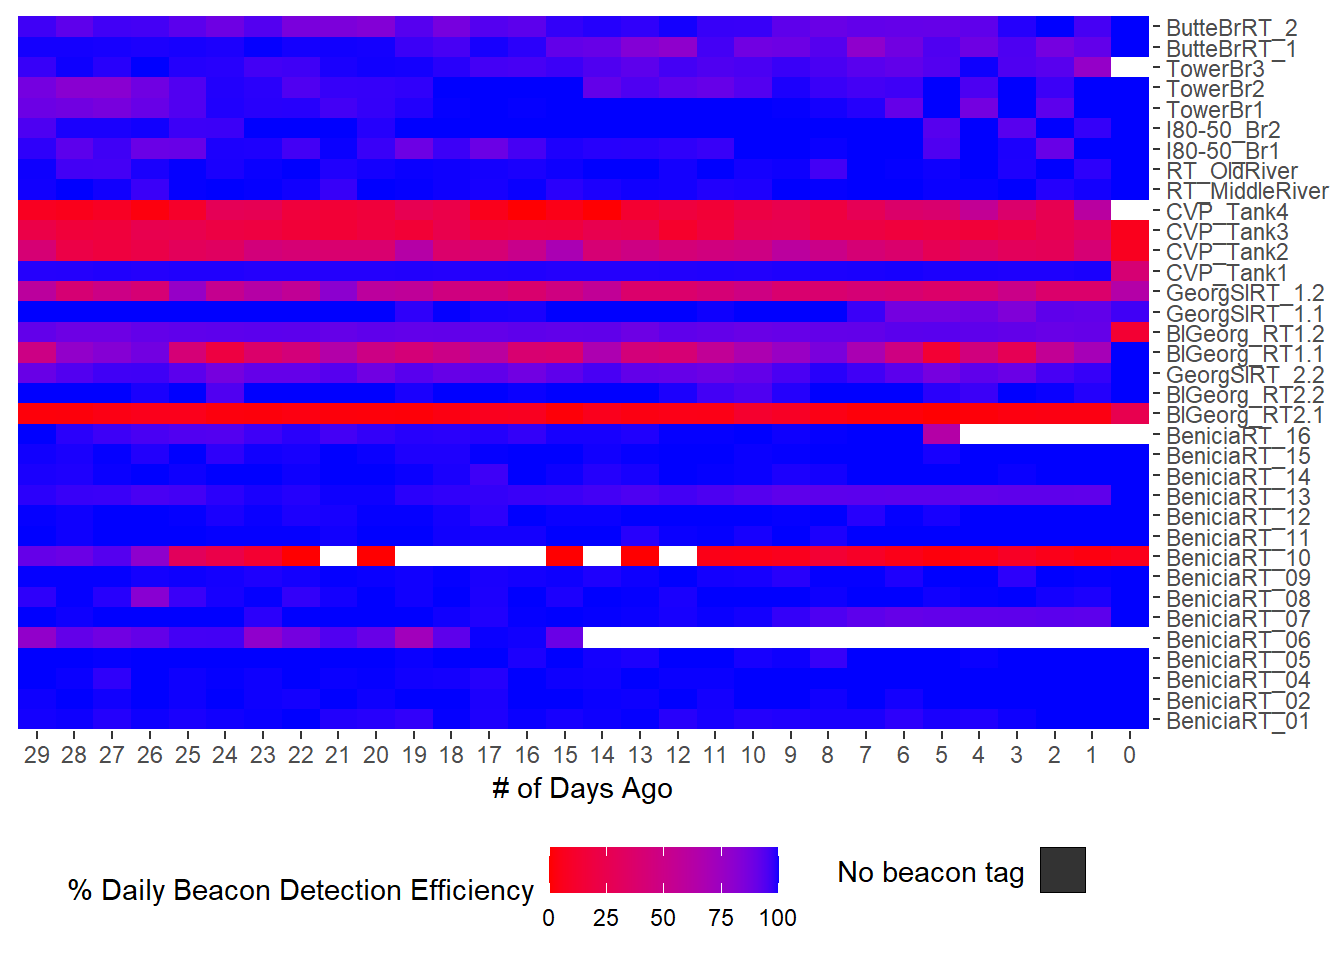 ButteBrRT_2
ButteBrRT_1
TowerBr3
TowerBr2
TowerBr1
I80-50_Br2
I80-50_Br1
RT_OldRiver
RT_MiddleRiver
CVP_Tank4
CVP_Tank3
CVP_Tank2
CVP_Tank1
GeorgSlRT_1.2
GeorgSlRT_1.1
BlGeorg_RT1.2
BlGeorg_RT1.1
GeorgSlRT_2.2
BlGeorg_RT2.2
BlGeorg_RT2.1
BeniciaRT_16
BeniciaRT_15
BeniciaRT_14
BeniciaRT_13
BeniciaRT_12
BeniciaRT_11
BeniciaRT_10
BeniciaRT_09
BeniciaRT_08
BeniciaRT_07
BeniciaRT_06
BeniciaRT_05
BeniciaRT_04
BeniciaRT_02
BeniciaRT_01
29 28 27 26 25 24 23 22 21 20 19 18 17 16 15 14 13 12 11 10 9 8 7 6 5 4 3 2 1 0
# of Days Ago
% Daily Beacon Detection Efficiency
0 25 50 75 100
No beacon tag